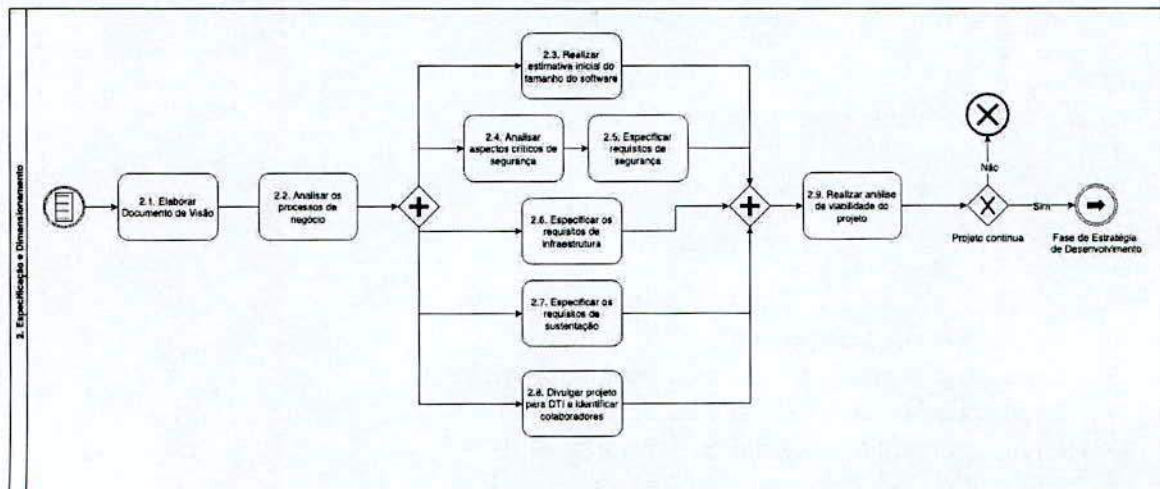 2. Especificação e Dimensionamento
2.1. Elaborar
Documento de Visão
2.2. Analisar os
processos de
negócio
2.3. Realizar
estimativa inicial do
tamanho do software
2.4. Analisar
aspectos críticos de
segurança
2.5. Especificar
requisitos de
segurança
2.6. Especificar os
requisitos de
infraestrutura
2.7. Especificar os
requisitos de
sustentação
2.8. Divulgar projeto
para DTI e identificar
colaboradores
2.9. Realizar análise
de viabilidade do
projeto
Não
Projeto continua
Sim
Fase de Estratégia
de Desenvolvimento